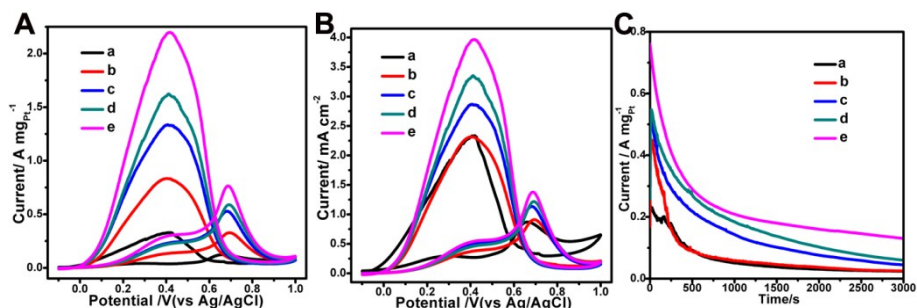 A
Current/ A mgPt-1
2.0
1.5
1.0
0.5
0.0
a
b
c
d
e
0.0 0.2 0.4 0.6 0.8 1.0
Potential /V(vs Ag/AgCl)
B
Current/ mA cm-2
4.0
3.5
3.0
2.5
2.0
1.5
1.0
0.5
0.0
a
b
c
d
e
0.0 0.2 0.4 0.6 0.8 1.0
Potential /V(vs Ag/AgCl)
C
Current / A mgPt-1
0.8
0.6
0.4
0.2
0.0
a
b
c
d
e
0 500 1000 1500 2000 2500 3000
Time/s